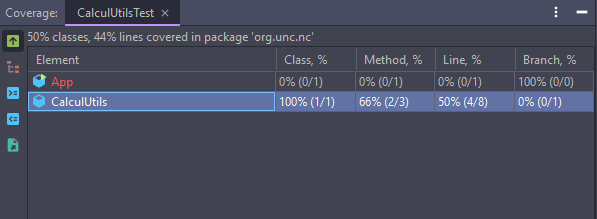 Coverage: CalculUtilsTest ×
50% classes, 44% lines covered in package 'org.unc.nc'
Element Class, % Method, % Line, % Branch, %
App 0% (0/1) 0% (0/1) 0% (0/1) 100% (0/0)
CalculUtils 100% (1/1) 66% (2/3) 50% (4/8) 0% (0/1)